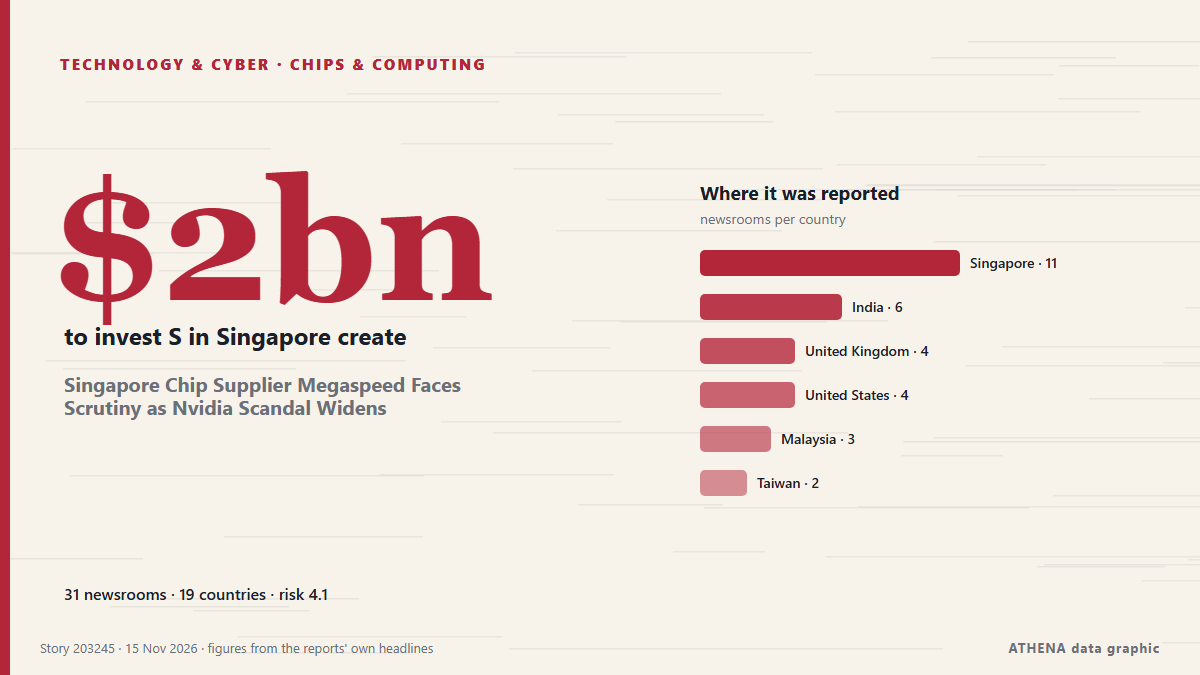 TECHNOLOGY & CYBER · CHIPS & COMPUTING
$2bn
to invest S in Singapore create
Singapore Chip Supplier Megaspeed Faces
Scrutiny as Nvidia Scandal Widens
Where it was reported
newsrooms per country
Singapore · 11
India · 6
United Kingdom · 4
United States · 4
Malaysia · 3
Taiwan · 2
31 newsrooms · 19 countries · risk 4.1
Story 203245 · 15 Nov 2026 · figures from the reports' own headlines
ATHENA data graphic